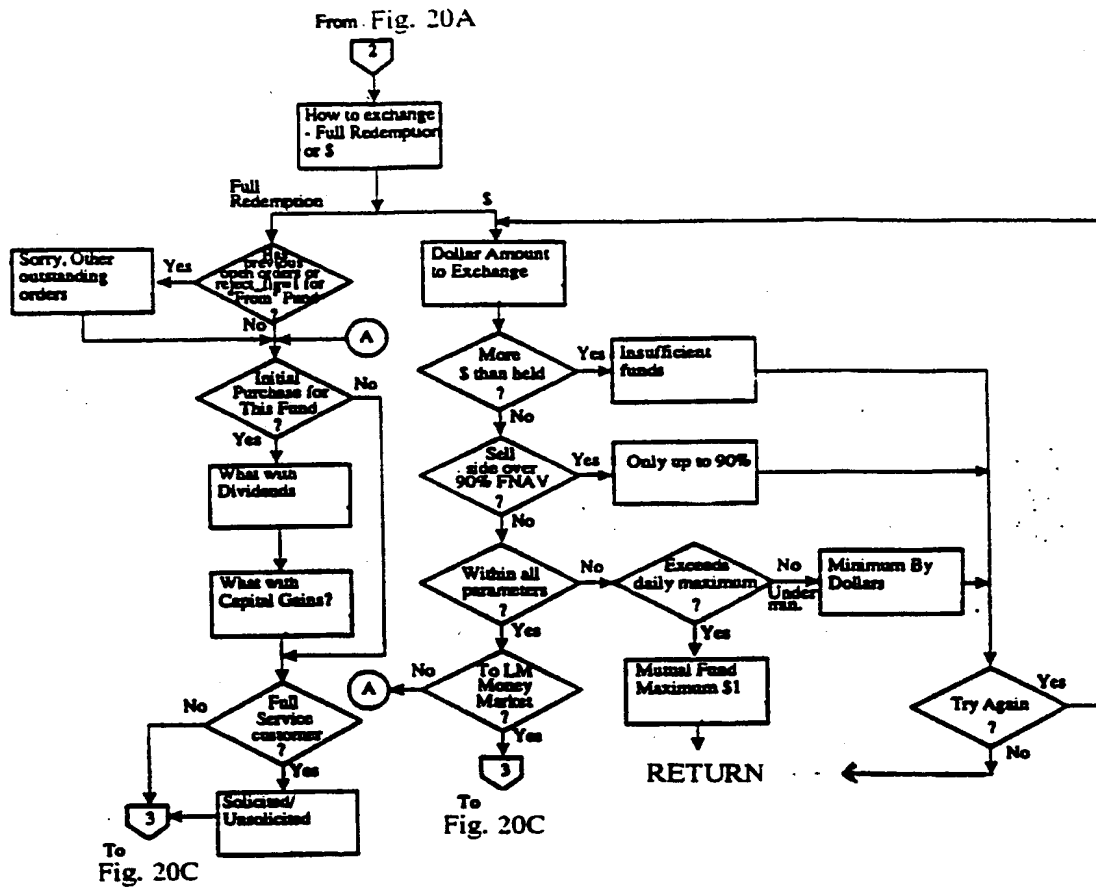 From Fig. 20A
2
How to exchange
- Full Redemption
or $
Full
Redemption
$
Sorry, Other
outstanding
orders
Yes
Has
previous
open orders or
for
"From" Fund
?
No
A
Dollar Amount
to Exchange
More
$ than held
?
Yes
Insufficient
funds
No
Initial
Purchase for
This Fund
?
No
Yes
Sell
side over
90% FNAV
?
Yes
Only up to 90%
No
What with
Dividends
Within all
parameters
?
No
Exceeds
daily maximum
?
No
Under
Minimum By
Dollars
Yes
Yes
What with
Capital Gains?
A
No
To LM
Money
Market
?
Yes
Mutual Fund
Maximum $1
RETURN
Try Again
?
Yes
No
No
Full
Service
customer
?
Yes
Solicited/
Unsolicited
3
To
Fig. 20C
3
To
Fig. 20C